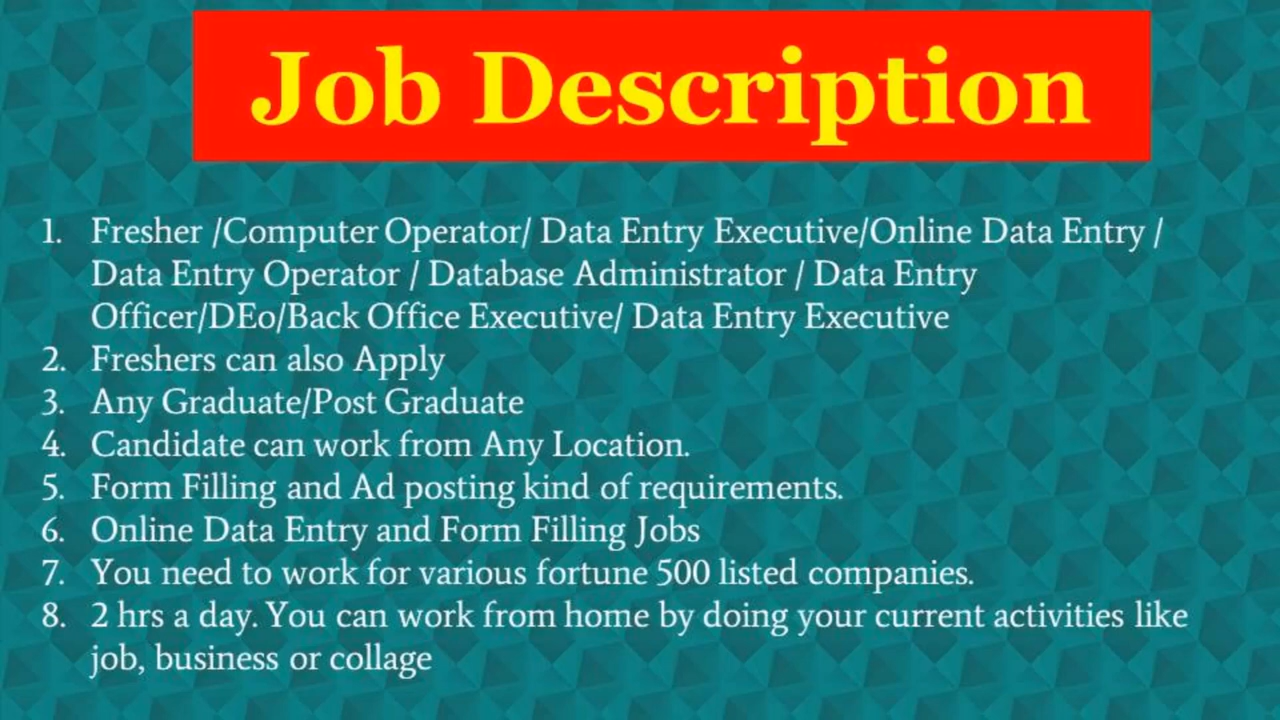 Job Description
1. Fresher /Computer Operator/ Data Entry Executive/Online Data Entry /
Data Entry Operator / Database Administrator / Data Entry
Officer/DEo/Back Office Executive/ Data Entry Executive
2. Freshers can also Apply
3. Any Graduate/Post Graduate
4. Candidate can work from Any Location.
5. Form Filling and Ad posting kind of requirements.
6. Online Data Entry and Form Filling Jobs
7. You need to work for various fortune 500 listed companies.
8. 2 hrs a day. You can work from home by doing your current activities like
job, business or collage